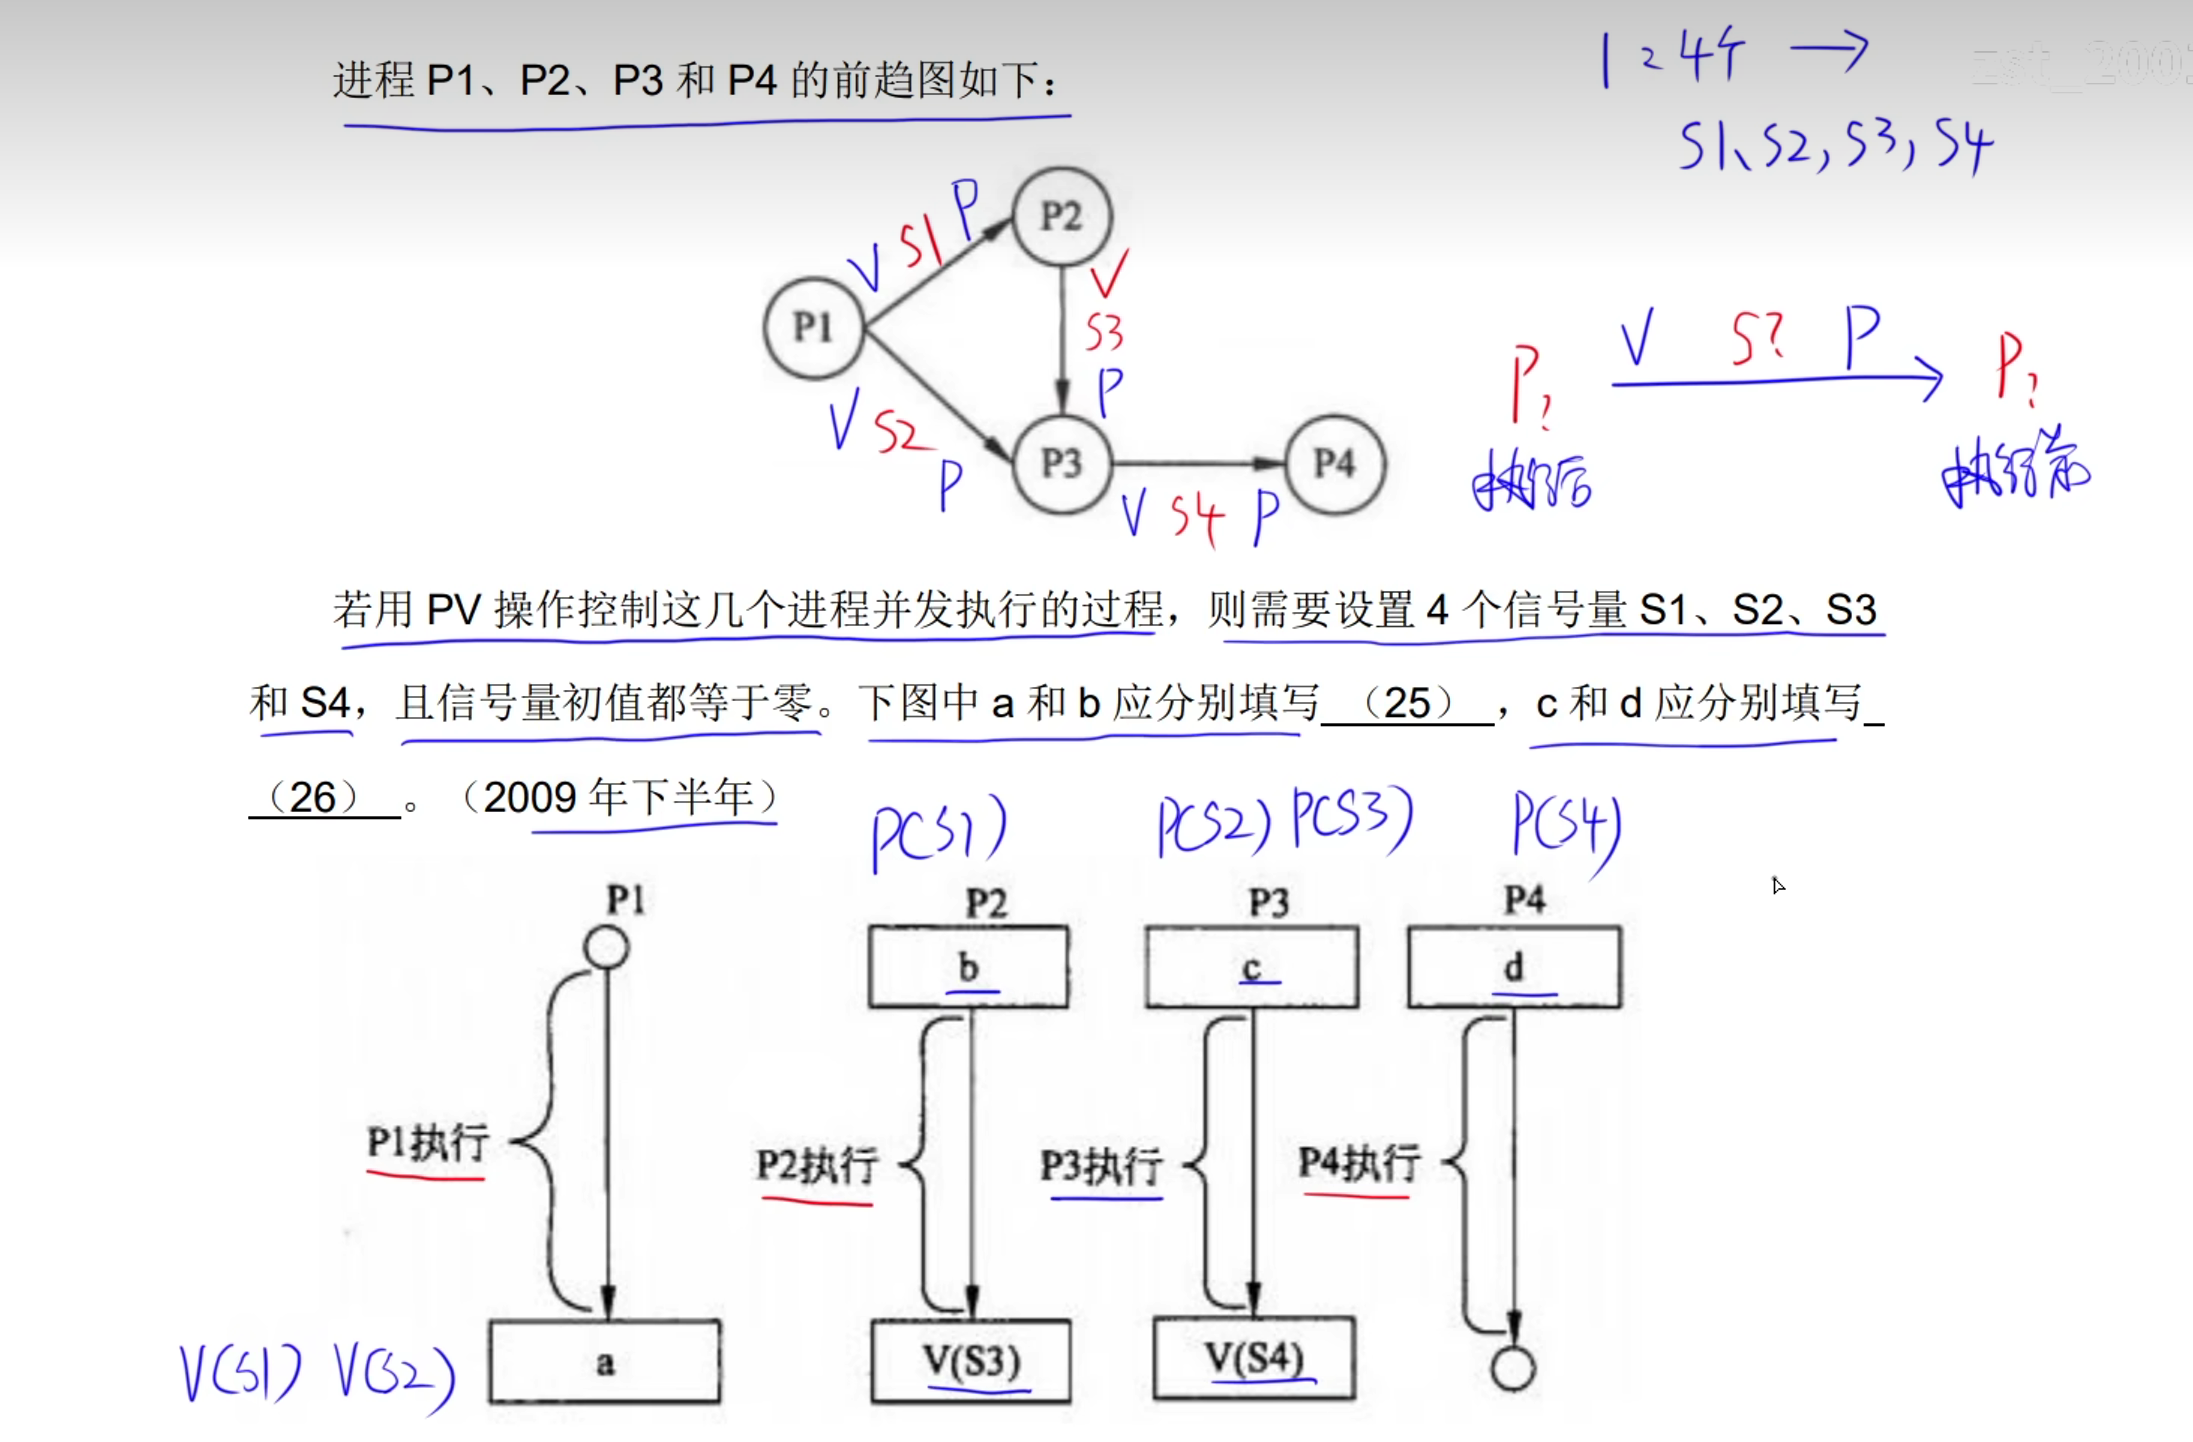 进程 P1、P2、P3 和 P4 的前趋图如下：
1 2 4个 →
zst_200
S1、S2, S3, S4
V S1 P
P2
V
S3
P
P1
V S2 P
P3
P4
V S4 P
P? V S? P P?
执行后 执行前
若用 PV 操作控制这几个进程并发执行的过程，则需要设置 4 个信号量 S1、S2、S3
和 S4，且信号量初值都等于零。下图中 a 和 b 应分别填写 （25） ，c 和 d 应分别填写
（26） 。（2009 年下半年）
P(S1) P(S2) P(S3) P(S4)
P1 P2 P3 P4
b c d
P1执行 P2执行 P3执行 P4执行
V(S1) V(S2) a V(S3) V(S4)